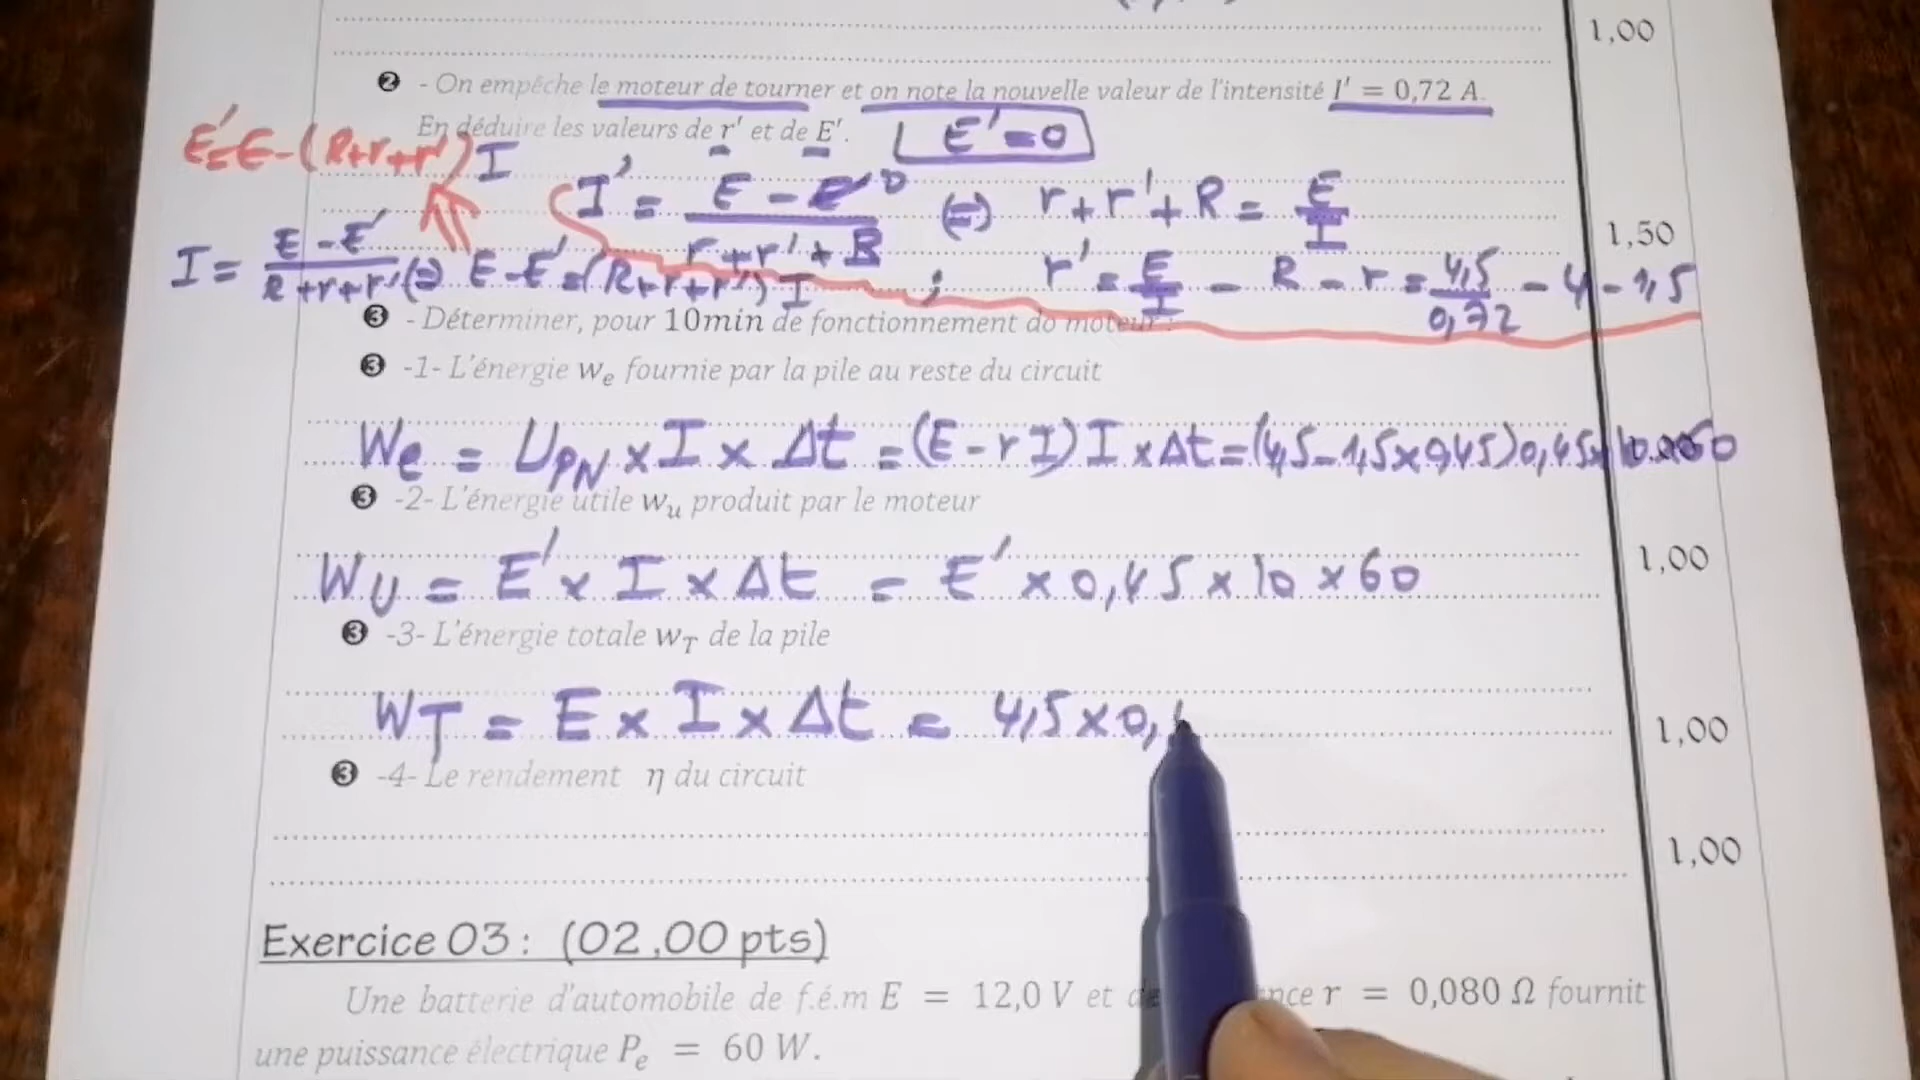 1,00
❷ - On empêche le moteur de tourner et on note la nouvelle valeur de l'intensité I' = 0,72 A.
En déduire les valeurs de r' et de E'. E' = 0
E' = E - (R+r+r') I
I' = (E - E' 0) / (r + r' + R) (=) r + r' + R = E / I
1,50
I = (E - E') / (R + r + r') (=) E - E' = (R+r+r') I ; r' = E / I - R - r = 4,5 / 0,72 - 4 - 1,5
❸ - Déterminer, pour 10min de fonctionnement do moteur :
❸ -1- L'énergie We fournie par la pile au reste du circuit
We = UPN × I × Δt = (E - rI) I × Δt = (4,5 - 1,5 × 0,45) 0,45 × 10
❸ -2- L'énergie utile Wu produit par le moteur
1,00
WU = E' × I × Δt = E' × 0,45 × 10 × 60
❸ -3- L'énergie totale WT de la pile
WT = E × I × Δt = 4,5 × 0,
1,00
❸ -4- Le rendement η du circuit
1,00
Exercice 03 : (02 ,00 pts)
Une batterie d'automobile de f.é.m E = 12,0 V et r = 0,080 Ω fournit
une puissance électrique Pe = 60 W.